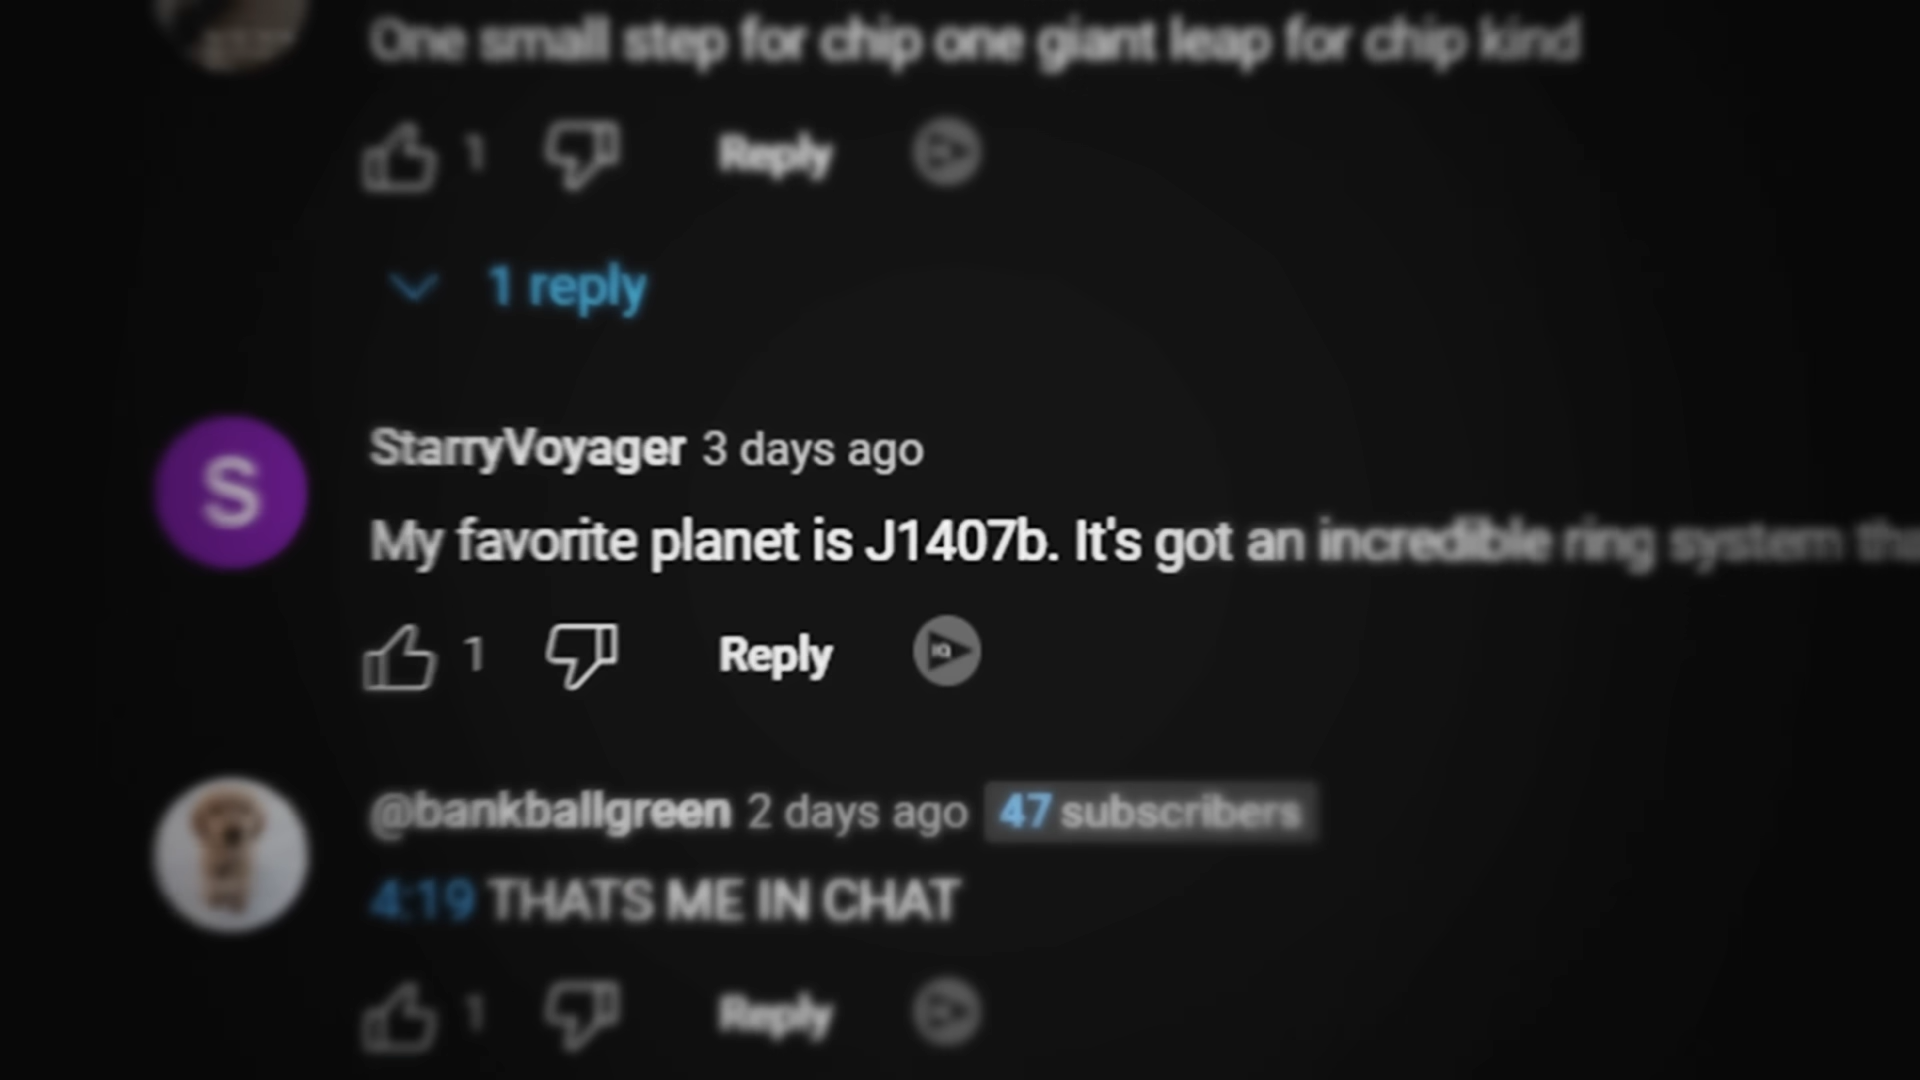 One small step for chip one giant leap for chip kind
1 Reply
1 reply
S
StarryVoyager 3 days ago
My favorite planet is J1407b. It's got an incredible ring system
1 Reply
IQ
@bankballgreen 2 days ago 47 subscribers
4:19 THATS ME IN CHAT
1 Reply